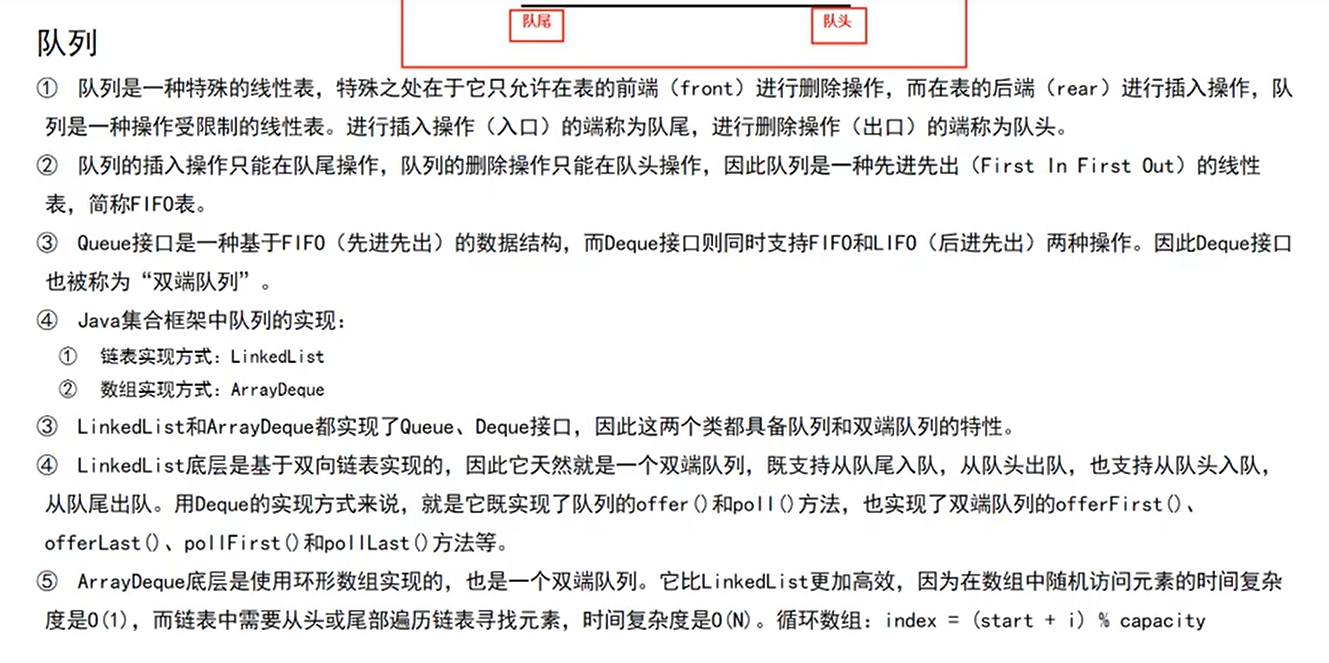 队尾 队头
队列
① 队列是一种特殊的线性表，特殊之处在于它只允许在表的前端（front）进行删除操作，而在表的后端（rear）进行插入操作，队
列是一种操作受限制的线性表。进行插入操作（入口）的端称为队尾，进行删除操作（出口）的端称为队头。
② 队列的插入操作只能在队尾操作，队列的删除操作只能在队头操作，因此队列是一种先进先出（First In First Out）的线性
表，简称FIFO表。
③ Queue接口是一种基于FIFO（先进先出）的数据结构，而Deque接口则同时支持FIFO和LIFO（后进先出）两种操作。因此Deque接口
也被称为“双端队列”。
④ Java集合框架中队列的实现：
① 链表实现方式：LinkedList
② 数组实现方式：ArrayDeque
③ LinkedList和ArrayDeque都实现了Queue、Deque接口，因此这两个类都具备队列和双端队列的特性。
④ LinkedList底层是基于双向链表实现的，因此它天然就是一个双端队列，既支持从队尾入队，从队头出队，也支持从队头入队，
从队尾出队。用Deque的实现方式来说，就是它既实现了队列的offer()和poll()方法，也实现了双端队列的offerFirst()、
offerLast()、pollFirst()和pollLast()方法等。
⑤ ArrayDeque底层是使用环形数组实现的，也是一个双端队列。它比LinkedList更加高效，因为在数组中随机访问元素的时间复杂
度是O(1)，而链表中需要从头或尾部遍历链表寻找元素，时间复杂度是O(N)。循环数组：index = (start + i) % capacity